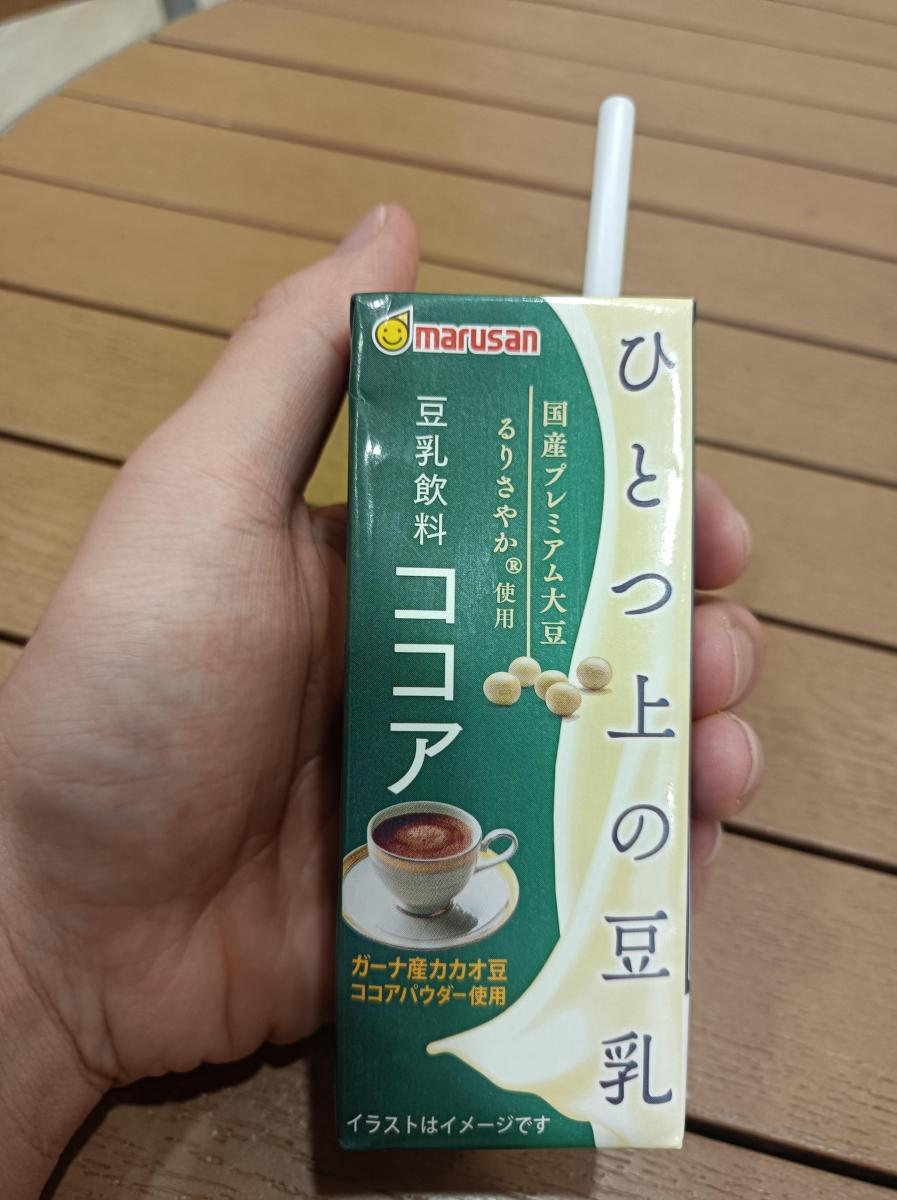 marusan
ひとつ上の豆乳
国産プレミアム大豆
るりさやか®使用
豆乳飲料
ココア
ガーナ産カカオ豆
ココアパウダー使用
イラストはイメージです